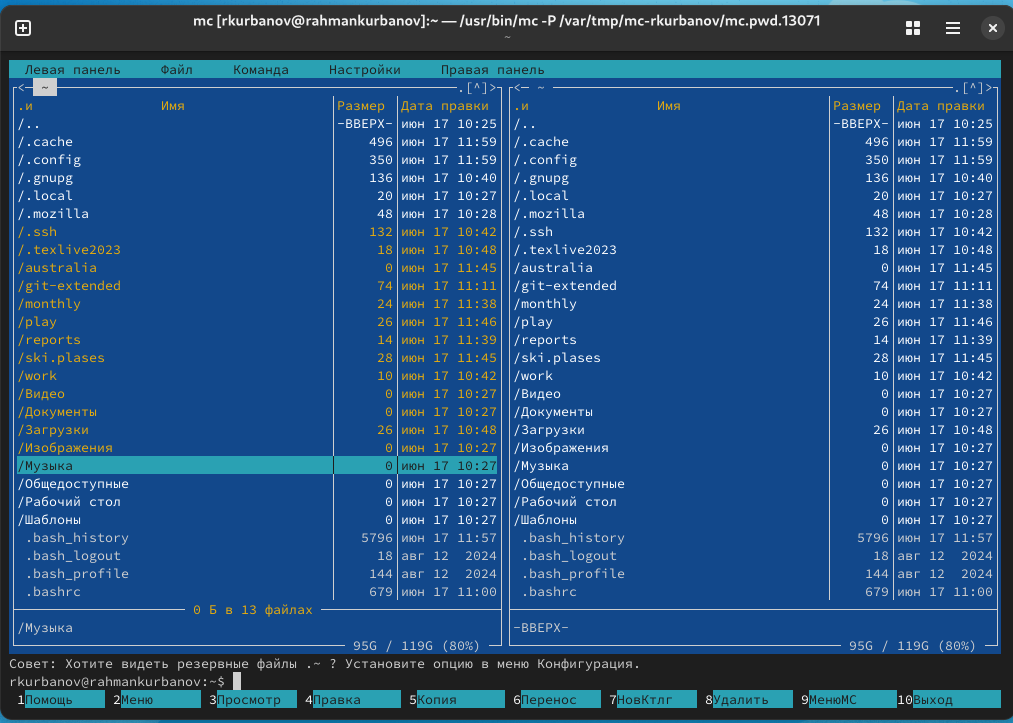 mc [rkurbanov@rahmankurbanov]:~ — /usr/bin/mc -P /var/tmp/mc-rkurbanov/mc.pwd.13071
~
Левая панель Файл Команда Настройки Правая панель
<─ ~ .[^]> <─ ~ .[^]>
.и Имя Размер Дата правки .и Имя Размер Дата правки
/.. -ВВЕРХ- июн 17 10:25 /.. -ВВЕРХ- июн 17 10:25
/.cache 496 июн 17 11:59 /.cache 496 июн 17 11:59
/.config 350 июн 17 11:59 /.config 350 июн 17 11:59
/.gnupg 136 июн 17 10:40 /.gnupg 136 июн 17 10:40
/.local 20 июн 17 10:27 /.local 20 июн 17 10:27
/.mozilla 48 июн 17 10:28 /.mozilla 48 июн 17 10:28
/.ssh 132 июн 17 10:42 /.ssh 132 июн 17 10:42
/.texlive2023 18 июн 17 10:48 /.texlive2023 18 июн 17 10:48
/australia 0 июн 17 11:45 /australia 0 июн 17 11:45
/git-extended 74 июн 17 11:11 /git-extended 74 июн 17 11:11
/monthly 24 июн 17 11:38 /monthly 24 июн 17 11:38
/play 26 июн 17 11:46 /play 26 июн 17 11:46
/reports 14 июн 17 11:39 /reports 14 июн 17 11:39
/ski.plases 28 июн 17 11:45 /ski.plases 28 июн 17 11:45
/work 10 июн 17 10:42 /work 10 июн 17 10:42
/Видео 0 июн 17 10:27 /Видео 0 июн 17 10:27
/Документы 0 июн 17 10:27 /Документы 0 июн 17 10:27
/Загрузки 26 июн 17 10:48 /Загрузки 26 июн 17 10:48
/Изображения 0 июн 17 10:27 /Изображения 0 июн 17 10:27
/Музыка 0 июн 17 10:27 /Музыка 0 июн 17 10:27
/Общедоступные 0 июн 17 10:27 /Общедоступные 0 июн 17 10:27
/Рабочий стол 0 июн 17 10:27 /Рабочий стол 0 июн 17 10:27
/Шаблоны 0 июн 17 10:27 /Шаблоны 0 июн 17 10:27
.bash_history 5796 июн 17 11:57 .bash_history 5796 июн 17 11:57
.bash_logout 18 авг 12 2024 .bash_logout 18 авг 12 2024
.bash_profile 144 авг 12 2024 .bash_profile 144 авг 12 2024
.bashrc 679 июн 17 11:00 .bashrc 679 июн 17 11:00
0 Б в 13 файлах
/Музыка -ВВЕРХ-
95G / 119G (80%) 95G / 119G (80%)
Совет: Хотите видеть резервные файлы .~ ? Установите опцию в меню Конфигурация.
rkurbanov@rahmankurbanov:~$
1Помощь 2Меню 3Просмотр 4Правка 5Копия 6Перенос 7НовКтлг 8Удалить 9МенюMC 10Выход